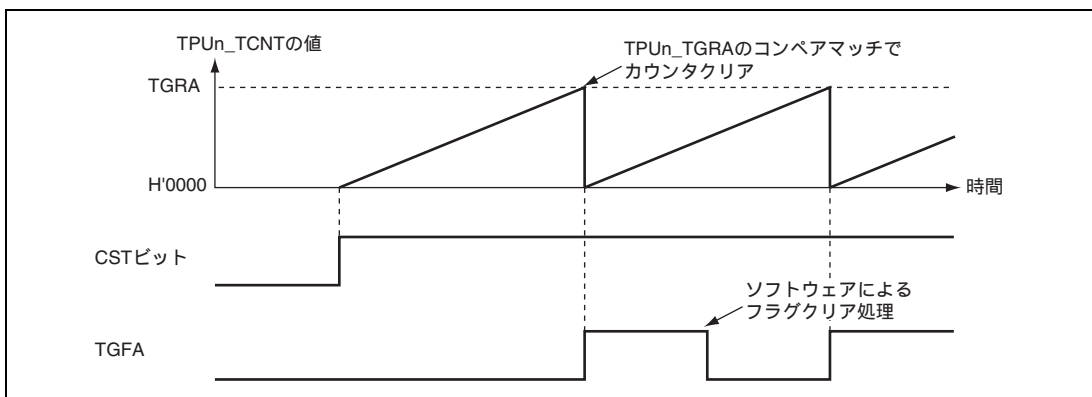 TPUn_TCNTの値
TPUn_TGRAのコンペアマッチで
カウンタクリア
TGRA
H'0000
時間
CSTビット
ソフトウェアによる
フラグクリア処理
TGFA